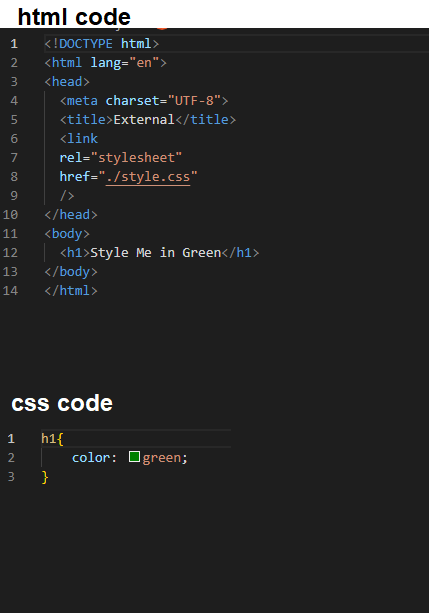 html code
1 <!DOCTYPE html>
2 <html lang="en">
3 <head>
4 <meta charset="UTF-8">
5 <title>External</title>
6 <link
7 rel="stylesheet"
8 href="./style.css"
9 />
10 </head>
11 <body>
12 <h1>Style Me in Green</h1>
13 </body>
14 </html>
css code
1 h1{
2 color: green;
3 }